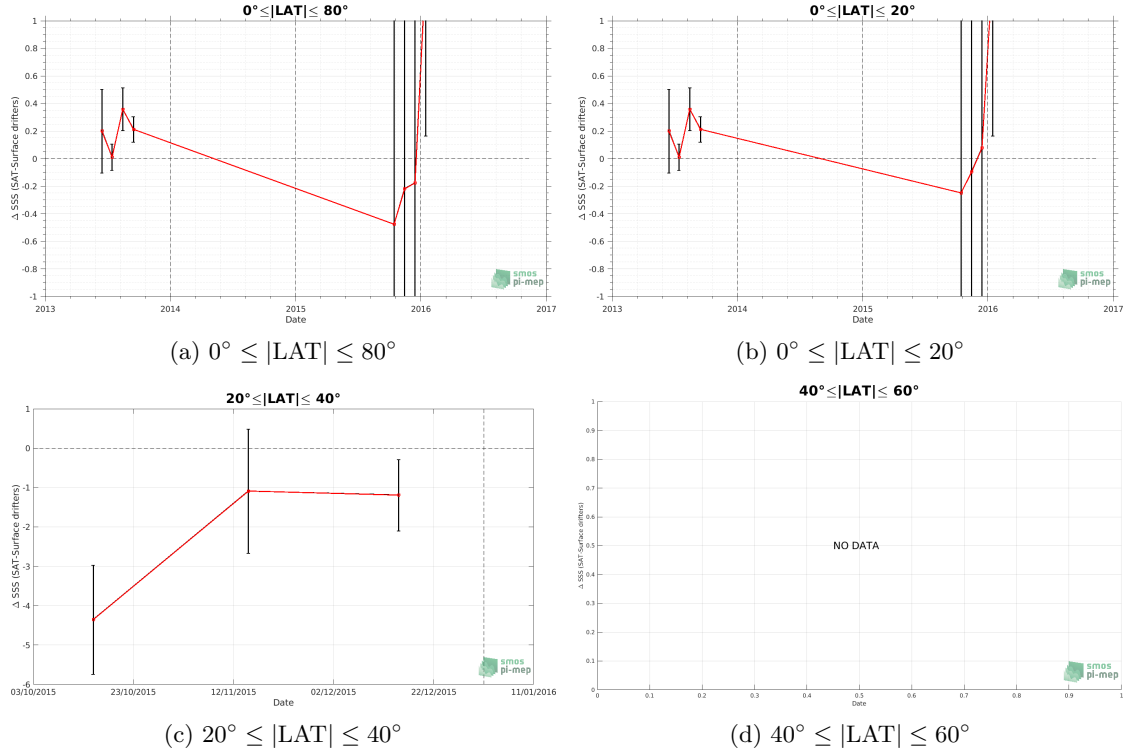 0°≤|LAT|≤ 80°
Δ SSS (SAT-Surface drifters)
1
0.8
0.6
0.4
0.2
0
-0.2
-0.4
-0.6
-0.8
-1
2013
2014
2015
2016
2017
Date
smos
pi-mep
(a) 0° ≤ |LAT| ≤ 80°
0°≤|LAT|≤ 20°
Δ SSS (SAT-Surface drifters)
1
0.8
0.6
0.4
0.2
0
-0.2
-0.4
-0.6
-0.8
-1
2013
2014
2015
2016
2017
Date
smos
pi-mep
(b) 0° ≤ |LAT| ≤ 20°
20°≤|LAT|≤ 40°
Δ SSS (SAT-Surface drifters)
1
0
-1
-2
-3
-4
-5
-6
03/10/2015
23/10/2015
12/11/2015
02/12/2015
22/12/2015
11/01/2016
Date
smos
pi-mep
(c) 20° ≤ |LAT| ≤ 40°
40°≤|LAT|≤ 60°
Δ SSS (SAT-Surface drifters)
1
0.9
0.8
0.7
0.6
0.5
0.4
0.3
0.2
0.1
0
NO DATA
0
0.1
0.2
0.3
0.4
0.5
0.6
0.7
0.8
0.9
1
Date
smos
pi-mep
(d) 40° ≤ |LAT| ≤ 60°